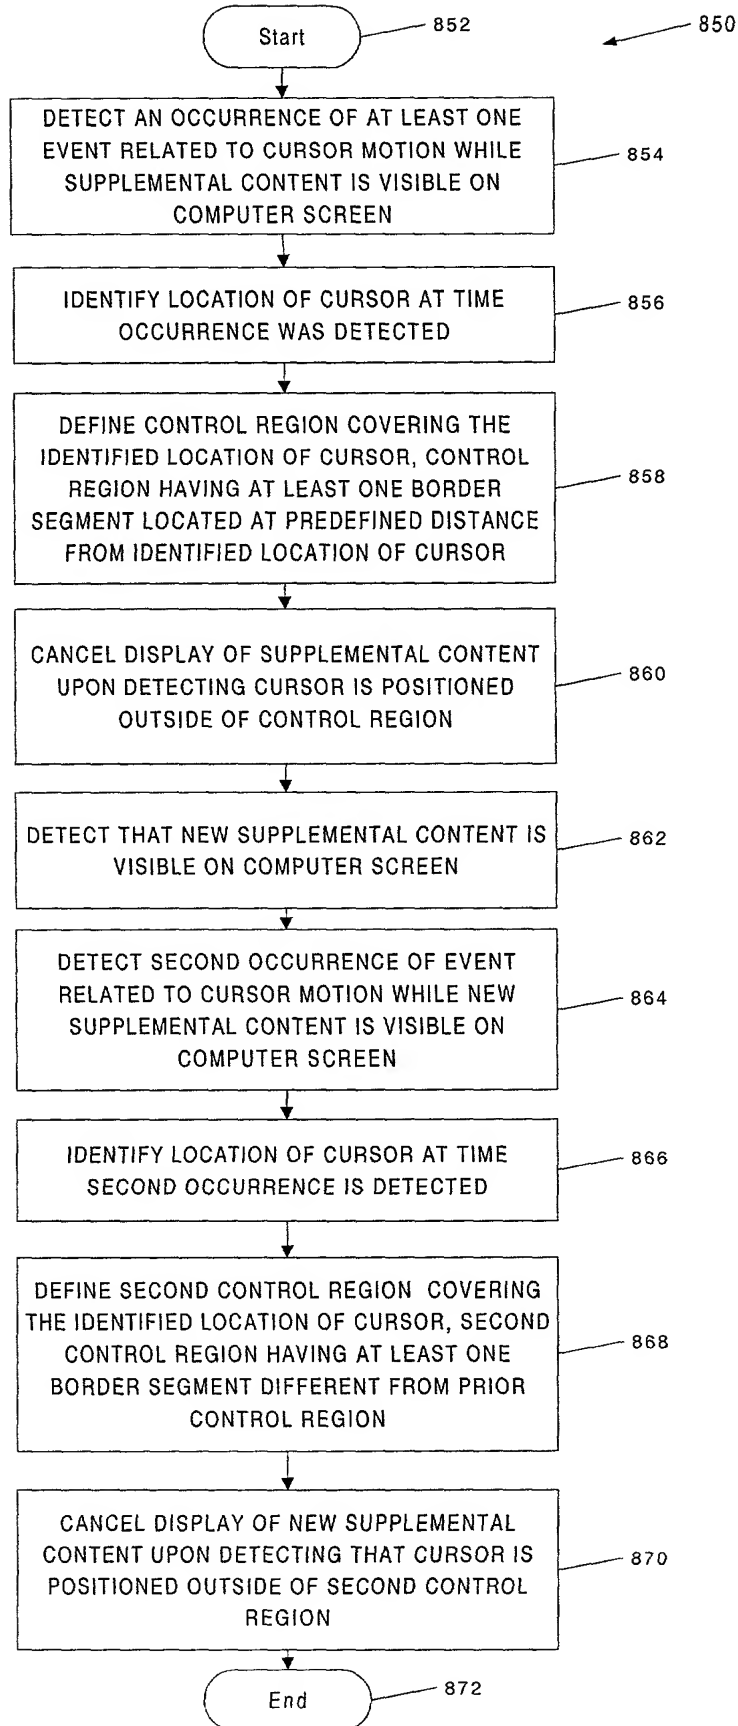 Start
852
850
DETECT AN OCCURRENCE OF AT LEAST ONE
EVENT RELATED TO CURSOR MOTION WHILE
SUPPLEMENTAL CONTENT IS VISIBLE ON
COMPUTER SCREEN
854
IDENTIFY LOCATION OF CURSOR AT TIME
OCCURRENCE WAS DETECTED
856
DEFINE CONTROL REGION COVERING THE
IDENTIFIED LOCATION OF CURSOR, CONTROL
REGION HAVING AT LEAST ONE BORDER
SEGMENT LOCATED AT PREDEFINED DISTANCE
FROM IDENTIFIED LOCATION OF CURSOR
858
CANCEL DISPLAY OF SUPPLEMENTAL CONTENT
UPON DETECTING CURSOR IS POSITIONED
OUTSIDE OF CONTROL REGION
860
DETECT THAT NEW SUPPLEMENTAL CONTENT IS
VISIBLE ON COMPUTER SCREEN
862
DETECT SECOND OCCURRENCE OF EVENT
RELATED TO CURSOR MOTION WHILE NEW
SUPPLEMENTAL CONTENT IS VISIBLE ON
COMPUTER SCREEN
864
IDENTIFY LOCATION OF CURSOR AT TIME
SECOND OCCURRENCE IS DETECTED
866
DEFINE SECOND CONTROL REGION COVERING
THE IDENTIFIED LOCATION OF CURSOR, SECOND
CONTROL REGION HAVING AT LEAST ONE
BORDER SEGMENT DIFFERENT FROM PRIOR
CONTROL REGION
868
CANCEL DISPLAY OF NEW SUPPLEMENTAL
CONTENT UPON DETECTING THAT CURSOR IS
POSITIONED OUTSIDE OF SECOND CONTROL
REGION
870
End
872